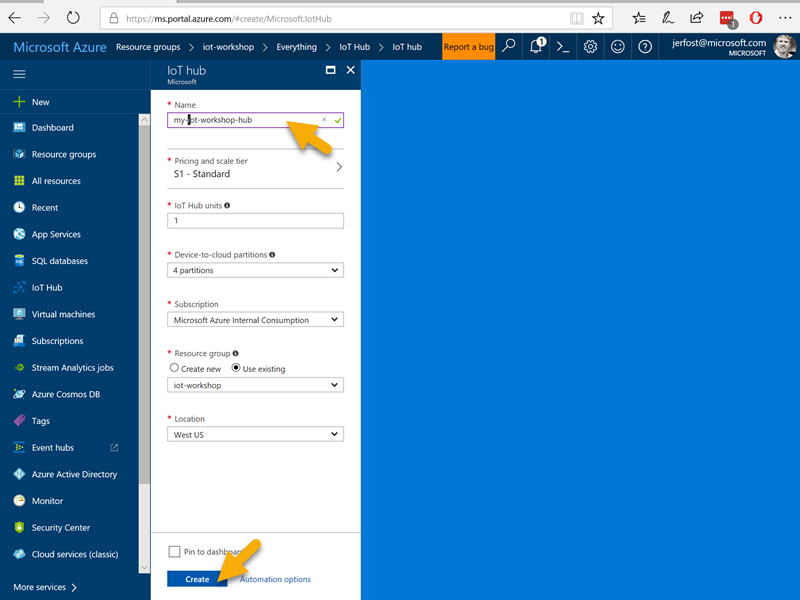 https://ms.portal.azure.com/#create/Microsoft.IotHub
1
Microsoft Azure Resource groups > iot-workshop > Everything > IoT Hub > IoT hub
Report a bug
1
jerfost@microsoft.com
MICROSOFT
IoT hub
Microsoft
New
Dashboard
Resource groups
All resources
Recent
App Services
SQL databases
IoT Hub
Virtual machines
Subscriptions
Stream Analytics jobs
Azure Cosmos DB
Tags
Event hubs
Azure Active Directory
Monitor
Security Center
Cloud services (classic)
More services >
* Name
my-iot-workshop-hub
* Pricing and scale tier
S1 - Standard
* IoT Hub units
1
* Device-to-cloud partitions
4 partitions
* Subscription
Microsoft Azure Internal Consumption
* Resource group
Create new Use existing
iot-workshop
* Location
West US
Pin to dashboard
Create Automation options